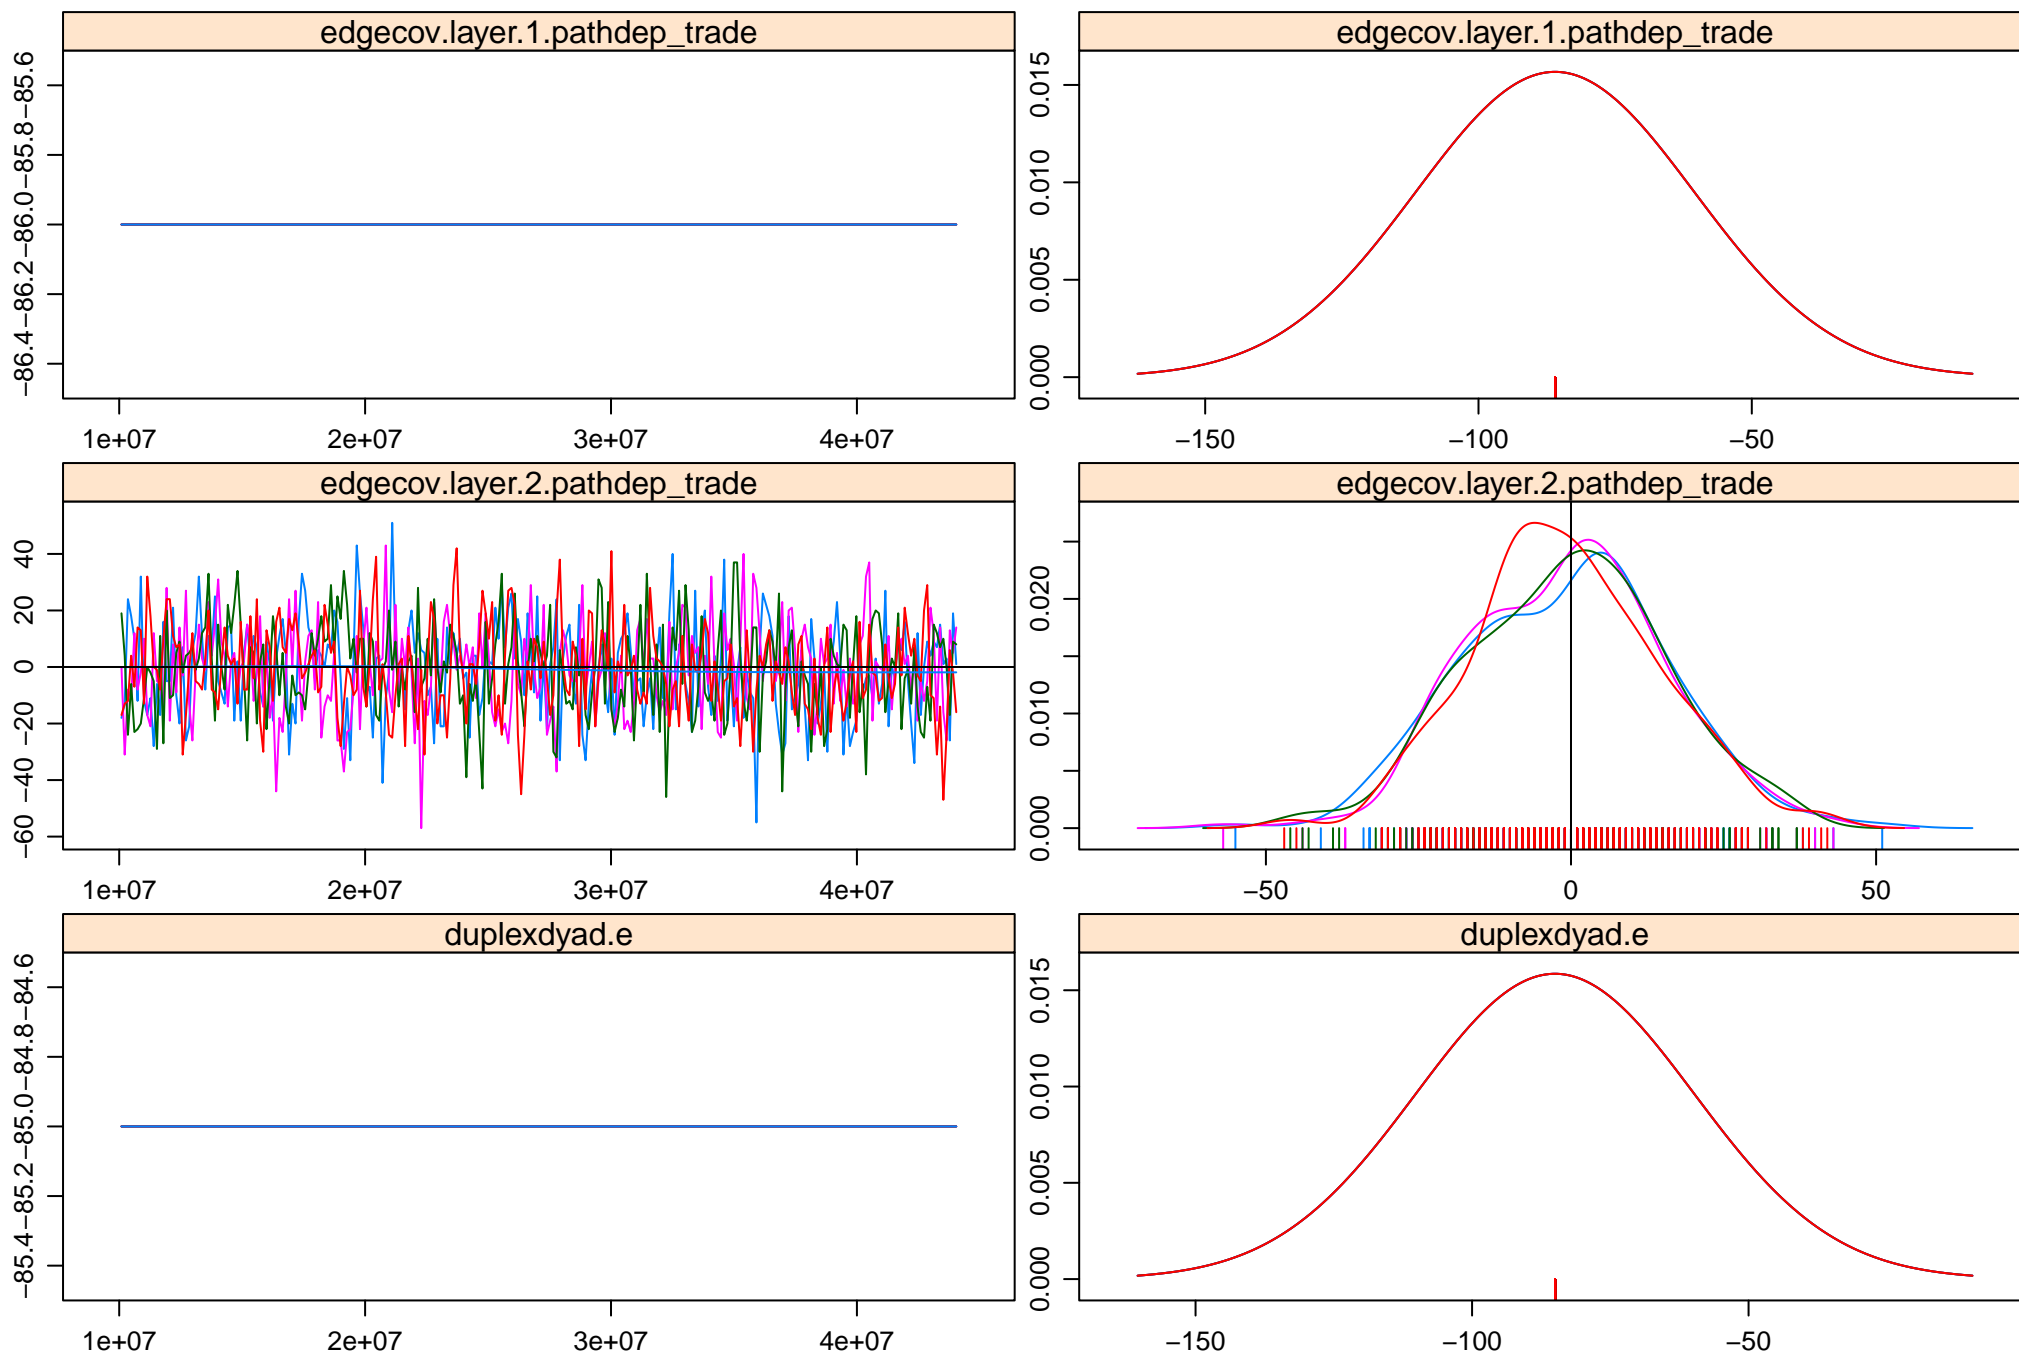 edgecov.layer.1.pathdep_trade
−86.4 −86.2 −86.0 −85.8 −85.6
1e+07 2e+07 3e+07 4e+07
edgecov.layer.1.pathdep_trade
0.000 0.005 0.010 0.015
−150 −100 −50
edgecov.layer.2.pathdep_trade
−60 −40 −20 0 20 40
1e+07 2e+07 3e+07 4e+07
edgecov.layer.2.pathdep_trade
0.000 0.010 0.020
−50 0 50
duplexdyad.e
−85.4 −85.2 −85.0 −84.8 −84.6
1e+07 2e+07 3e+07 4e+07
duplexdyad.e
0.000 0.005 0.010 0.015
−150 −100 −50